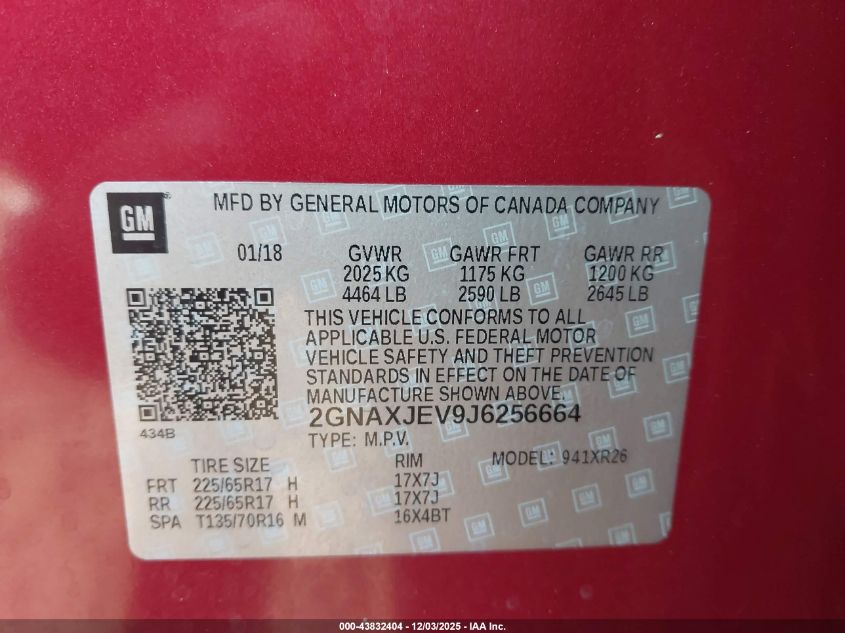 GM
MFD BY GENERAL MOTORS OF CANADA COMPANY
01/18 GVWR GAWR FRT GAWR RR
2025 KG 1175 KG 1200 KG
4464 LB 2590 LB 2645 LB
THIS VEHICLE CONFORMS TO ALL
APPLICABLE U.S. FEDERAL MOTOR
VEHICLE SAFETY AND THEFT PREVENTION
STANDARDS IN EFFECT ON THE DATE OF
MANUFACTURE SHOWN ABOVE.
434B
2GNAXJEV9J6256664
TYPE: M.P.V.
TIRE SIZE RIM MODEL: 941XR26
FRT 225/65R17 H 17X7J
RR 225/65R17 H 17X7J
SPA T135/70R16 M 16X4BT
000-43832404 - 12/03/2025 - IAA Inc.